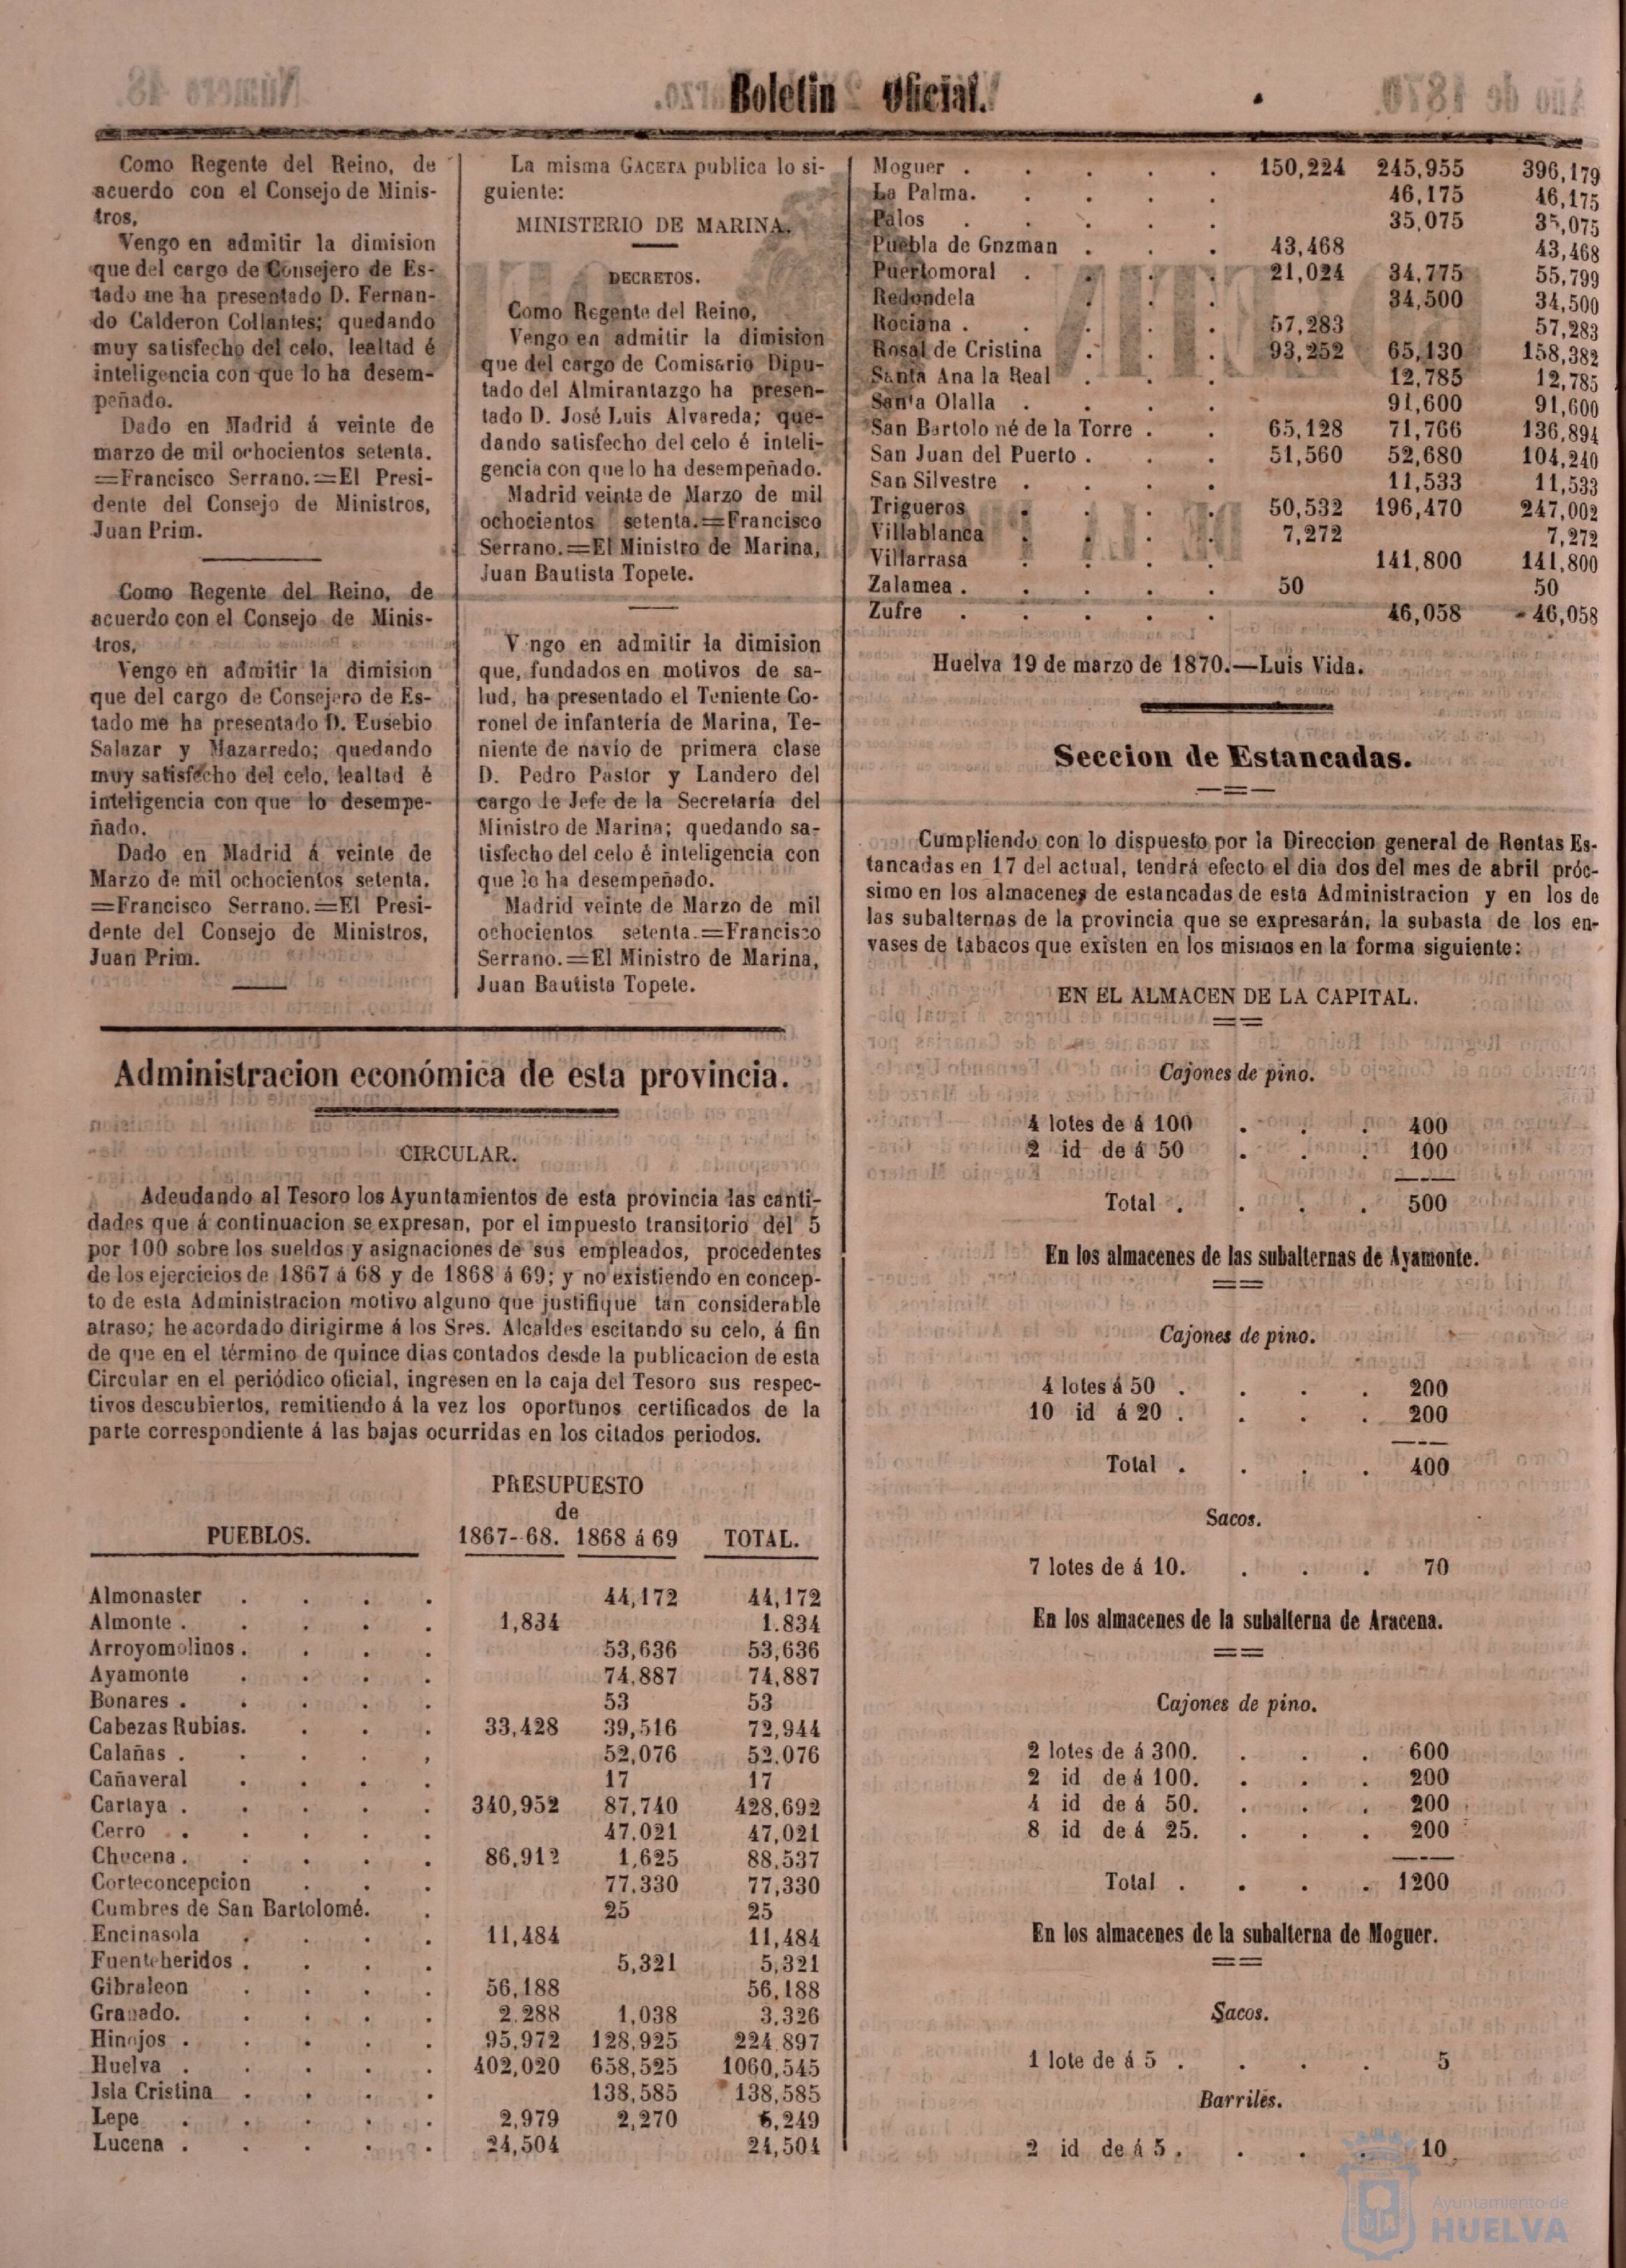 Boletin Oficial.
Como Regente del Reino, de
acuerdo con el Consejo de Minis-
tros,
Vengo en admitir la dimision
que del cargo de Consejero de Es-
tado me ha presentado D. Fernan-
do Calderon Collantes; quedando
muy satisfecho del celo, lealtad é
inteligencia con que lo ha desem-
peñado.
Dado en Madrid á veinte de
marzo de mil ochocientos setenta.
=Francisco Serrano.=El Presi-
dente del Consejo de Ministros,
Juan Prim.
Como Regente del Reino, de
acuerdo con el Consejo de Minis-
tros,
Vengo en admitir la dimision
que del cargo de Consejero de Es-
tado me ha presentado D. Eusebio
Salazar y Mazarredo; quedando
muy satisfecho del celo, lealtad é
inteligencia con que lo desempe-
ñado.
Dado en Madrid á veinte de
Marzo de mil ochocientos setenta.
=Francisco Serrano.=El Presi-
dente del Consejo de Ministros,
Juan Prim.
La misma GACETA publica lo si-
guiente:
MINISTERIO DE MARINA.
DECRETOS.
Como Regente del Reino,
Vengo en admitir la dimision
que del cargo de Comisario Dipu-
tado del Almirantazgo ha presen-
tado D. José Luis Alvareda; que-
dando satisfecho del celo é inteli-
gencia con que lo ha desempeñado.
Madrid veinte de Marzo de mil
ochocientos setenta.=Francisco
Serrano.=El Ministro de Marina,
Juan Bautista Topete.
V ngo en admitir la dimision
que, fundados en motivos de sa-
lud, ha presentado el Teniente Co-
ronel de infantería de Marina, Te-
niente de navío de primera clase
D. Pedro Pastor y Landero del
cargo de Jefe de la Secretaría del
Ministro de Marina; quedando sa-
tisfecho del celo é inteligencia con
que lo ha desempeñado.
Madrid veinte de Marzo de mil
ochocientos setenta.=Francisco
Serrano.=El Ministro de Marina,
Juan Bautista Topete.
Administracion económica de esta provincia.
CIRCULAR.
Adeudando al Tesoro los Ayuntamientos de esta provincia las canti-
dades que á continuacion se expresan, por el impuesto transitorio del 5
por 100 sobre los sueldos y asignaciones de sus empleados, procedentes
de los ejercicios de 1867 á 68 y de 1868 á 69; y no existiendo en concep-
to de esta Administracion motivo alguno que justifique tan considerable
atraso; he acordado dirigirme á los Sres. Alcaldes escitando su celo, á fin
de que en el término de quince dias contados desde la publicacion de esta
Circular en el periódico oficial, ingresen en la caja del Tesoro sus respec-
tivos descubiertos, remitiendo á la vez los oportunos certificados de la
parte correspondiente á las bajas ocurridas en los citados periodos.
PRESUPUESTO
de
PUEBLOS. 1867--68. 1868 á 69 TOTAL.
Almonaster . . . . 44,172 44,172
Almonte . . . . . 1,834 1.834
Arroyomolinos . . . . 53,636 53,636
Ayamonte . . . . 74,887 74,887
Bonares . . . . . 53 53
Cabezas Rubias. . . . 33,428 39,516 72,944
Calañas . . . . , 52,076 52.076
Cañaveral . . . . 17 17
Cartaya . . . . . 340,952 87,740 428,692
Cerro . . . . . 47,021 47,021
Chucena . . . . . 86,912 1,625 88,537
Corteconcepcion . . . 77,330 77,330
Cumbres de San Bartolomé. . 25 25
Encinasola . . . . 11,484 11,484
Fuenteheridos . . . . 5,321 5,321
Gibraleon . . . . 56,188 56,188
Granado. . . . . 2.288 1,038 3,326
Hinojos . . . . . 95,972 128,925 224,897
Huelva . . . . . 402,020 658,525 1060,545
Isla Cristina . . . . 138,585 138,585
Lepe . . . . . 2,979 2,270 5,249
Lucena . . . . . 24,504 24,504
Moguer . . . . . 150,224 245,955 396,179
La Palma. . . . . 46,175 46,175
Palos . . . . . 35,075 35,075
Puebla de Gnzman . . . 43,468 43,468
Puertomoral . . . . 21,024 34,775 55,799
Redondela . . . 34,500 34,500
Rociana . . . . . 57,283 57,283
Rosal de Cristina . . . 93,252 65,130 158,382
Santa Ana la Real . . . 12,785 12,785
Santa Olalla . . . . 91,600 91,600
San Bartolo né de la Torre . . 65,128 71,766 136,894
San Juan del Puerto . . . 51,560 52,680 104,240
San Silvestre . . . . 11,533 11,533
Trigueros . . . . 50,532 196,470 247,002
Villablanca . . . . 7,272 7,272
Villarrasa . . . . 141,800 141,800
Zalamea . . . . . 50 50
Zufre . . . . . 46,058 46,058
Huelva 19 de marzo de 1870.—Luis Vida.
Seccion de Estancadas.
Cumpliendo con lo dispuesto por la Direccion general de Rentas Es-
tancadas en 17 del actual, tendrá efecto el dia dos del mes de abril próc-
simo en los almacenes de estancadas de esta Administracion y en los de
las subalternas de la provincia que se expresarán, la subasta de los en-
vases de tabacos que existen en los mismos en la forma siguiente:
EN EL ALMACEN DE LA CAPITAL.
Cajones de pino.
4 lotes de á 100 . . . 400
2 id de á 50 . . . 100
Total . . . . 500
En los almacenes de las subalternas de Ayamonte.
Cajones de pino.
4 lotes á 50 . . . . 200
10 id á 20 . . . . 200
Total . . . . 400
Sacos.
7 lotes de á 10. . . . 70
En los almacenes de la subalterna de Aracena.
Cajones de pino.
2 lotes de á 300. . . . 600
2 id de á 100. . . . 200
4 id de á 50. . . . 200
8 id de á 25. . . . 200
Total . . . . 1200
En los almacenes de la subalterna de Moguer.
Sacos.
1 lote de á 5 . . . . 5
Barriles.
2 id de á 5 . . . . 10
Ayuntamiento de
HUELVA